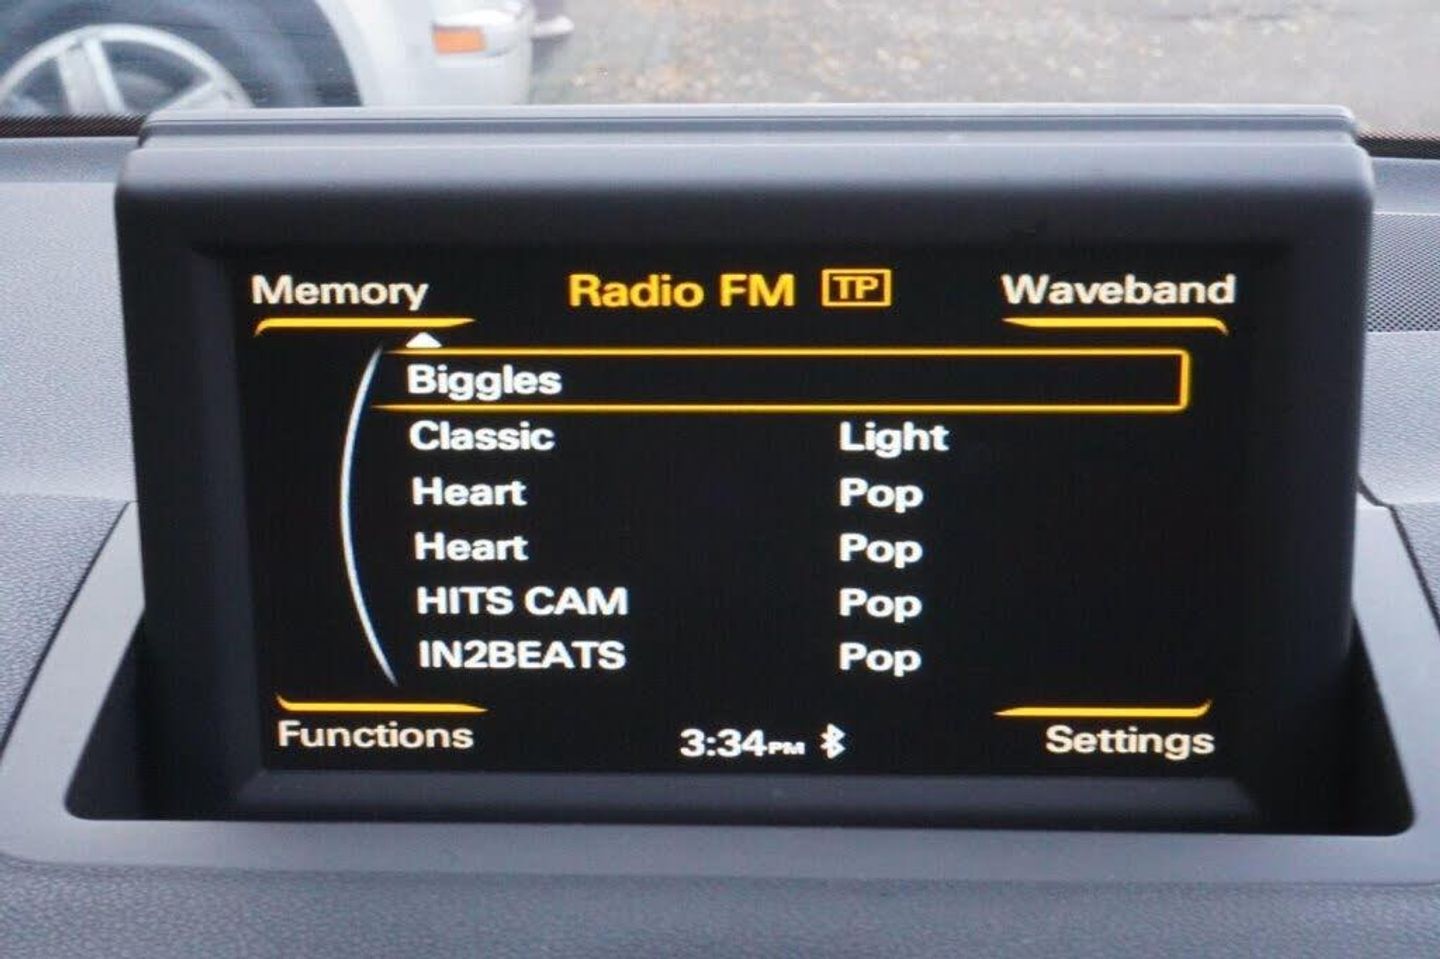 Memory Radio FM TP Waveband
Biggles
Classic Light
Heart Pop
Heart Pop
HITS CAM Pop
IN2BEATS Pop
Functions 3:34PM Settings